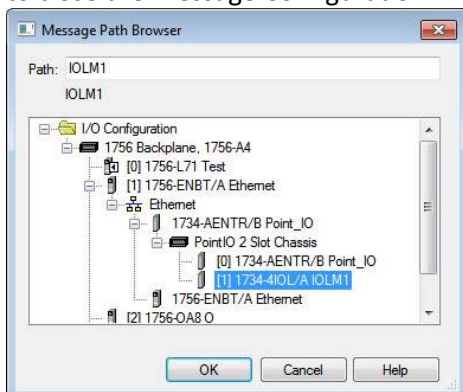 Message Path Browser
Path: IOLM1
IOLM1
I/O Configuration
1756 Backplane, 1756-A4
[0] 1756-L71 Test
[1] 1756-ENBT/A Ethernet
Ethernet
1734-AENTR/B Point_IO
PointIO 2 Slot Chassis
[0] 1734-AENTR/B Point_IO
[1] 1734-4IOL/A IOLM1
1756-ENBT/A Ethernet
[2] 1756-OA8 O
OK Cancel Help